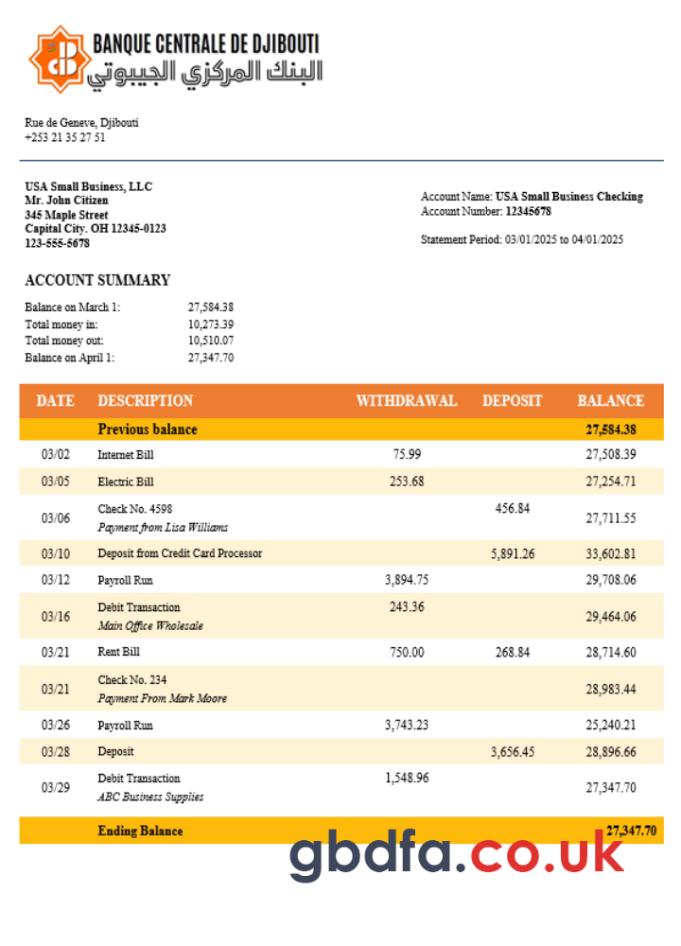 BANQUE CENTRALE DE DJIBOUTI
البنك المركزي الجيبوتي
Rue de Geneve, Djibouti
+253 21 35 27 51
USA Small Business, LLC
Mr. John Citizen
345 Maple Street
Capital City. OH 12345-0123
123-555-5678
Account Name: USA Small Business Checking
Account Number: 12345678
Statement Period: 03/01/2025 to 04/01/2025
ACCOUNT SUMMARY
Balance on March 1: 27,584.38
Total money in: 10,273.39
Total money out: 10,510.07
Balance on April 1: 27,347.70
DATE DESCRIPTION WITHDRAWAL DEPOSIT BALANCE
Previous balance 27,584.38
03/02 Internet Bill 75.99 27,508.39
03/05 Electric Bill 253.68 27,254.71
03/06 Check No. 4598 456.84 27,711.55
Payment from Lisa Williams
03/10 Deposit from Credit Card Processor 5,891.26 33,602.81
03/12 Payroll Run 3,894.75 29,708.06
03/16 Debit Transaction 243.36 29,464.06
Main Office Wholesale
03/21 Rent Bill 750.00 268.84 28,714.60
03/21 Check No. 234 28,983.44
Payment From Mark Moore
03/26 Payroll Run 3,743.23 25,240.21
03/28 Deposit 3,656.45 28,896.66
03/29 Debit Transaction 1,548.96 27,347.70
ABC Business Supplies
Ending Balance 27,347.70
gbdfa.co.uk